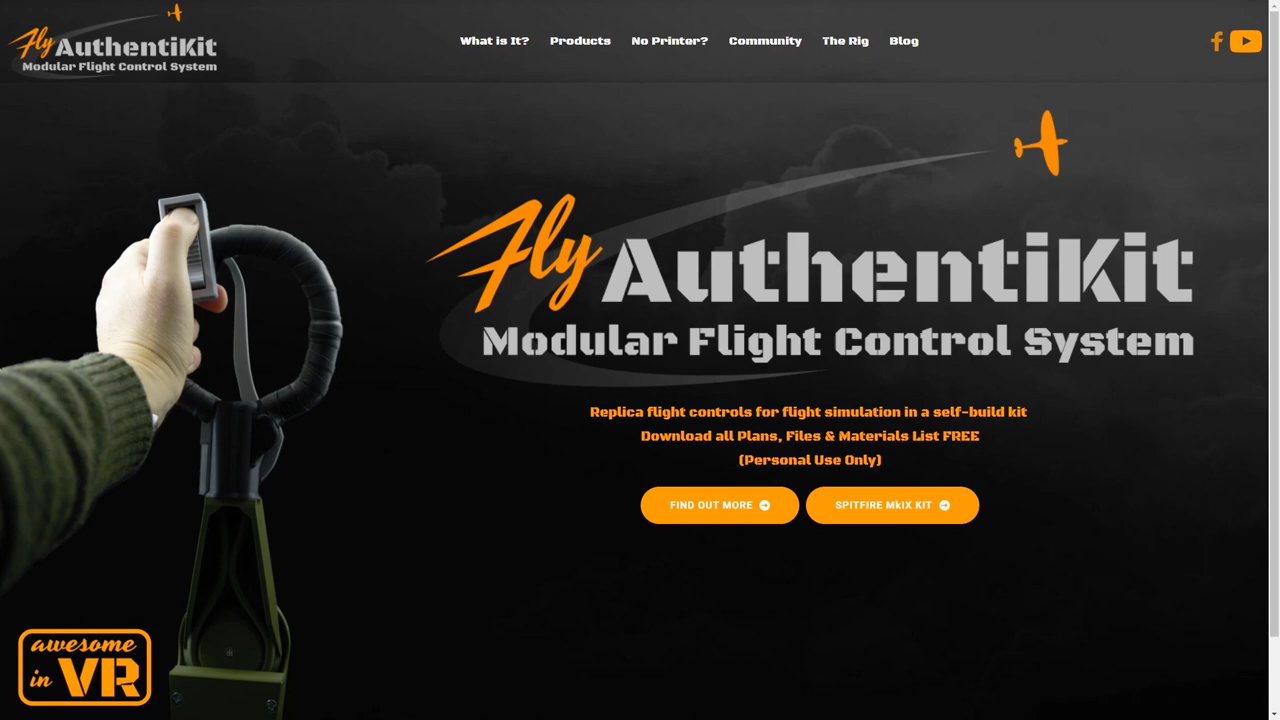 Fly AuthentiKit
Modular Flight Control System
What is It?
Products
No Printer?
Community
The Rig
Blog
Fly AuthentiKit
Modular Flight Control System
Replica flight controls for flight simulation in a self-build kit
Download all Plans, Files & Materials List FREE
(Personal Use Only)
FIND OUT MORE
SPITFIRE MkIX KIT
awesome
in VR